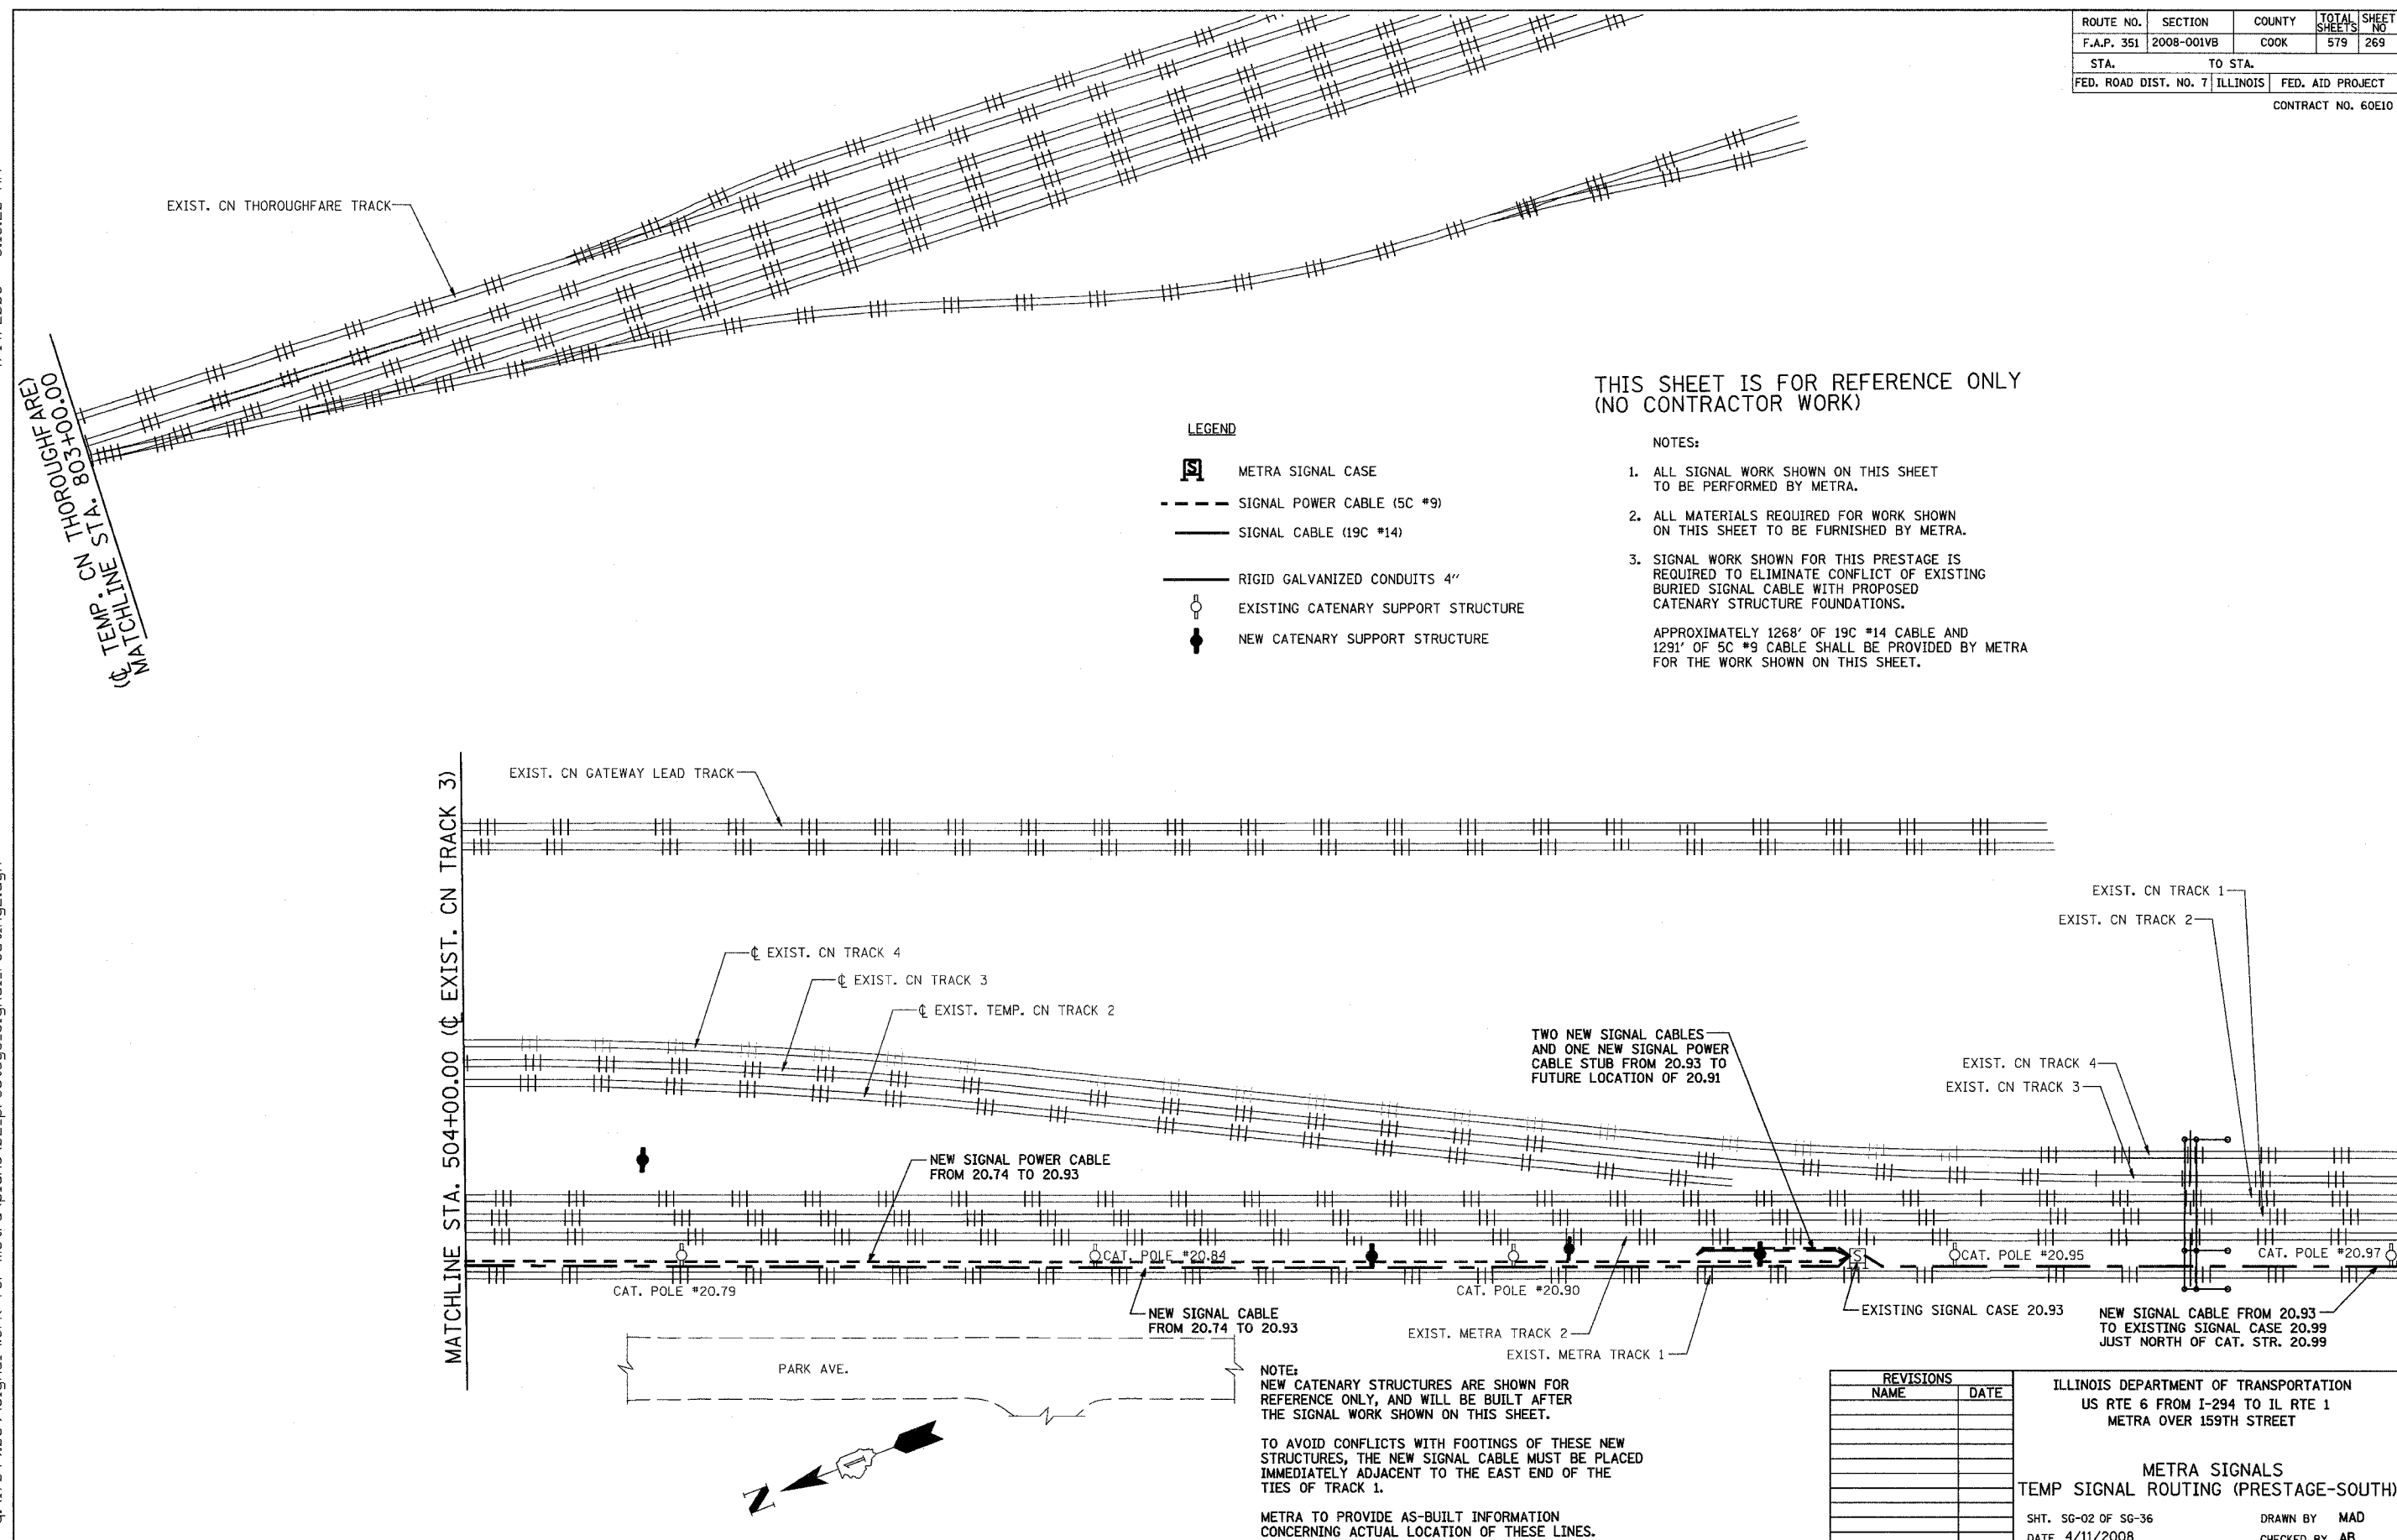 ROUTE NO. SECTION COUNTY TOTAL SHEETS SHEET NO
F.A.P. 351 2008-001VB COOK 579 269
STA. TO STA.
FED. ROAD DIST. NO. 7 ILLINOIS FED. AID PROJECT
CONTRACT NO. 60E10
EXIST. CN THOROUGHFARE TRACK
(℄ TEMP. CN THOROUGHFARE)
MATCHLINE STA. 803+00.00
THIS SHEET IS FOR REFERENCE ONLY
(NO CONTRACTOR WORK)
LEGEND
S METRA SIGNAL CASE
SIGNAL POWER CABLE (5C #9)
SIGNAL CABLE (19C #14)
RIGID GALVANIZED CONDUITS 4"
EXISTING CATENARY SUPPORT STRUCTURE
NEW CATENARY SUPPORT STRUCTURE
NOTES:
1. ALL SIGNAL WORK SHOWN ON THIS SHEET
TO BE PERFORMED BY METRA.
2. ALL MATERIALS REQUIRED FOR WORK SHOWN
ON THIS SHEET TO BE FURNISHED BY METRA.
3. SIGNAL WORK SHOWN FOR THIS PRESTAGE IS
REQUIRED TO ELIMINATE CONFLICT OF EXISTING
BURIED SIGNAL CABLE WITH PROPOSED
CATENARY STRUCTURE FOUNDATIONS.
APPROXIMATELY 1268' OF 19C #14 CABLE AND
1291' OF 5C #9 CABLE SHALL BE PROVIDED BY METRA
FOR THE WORK SHOWN ON THIS SHEET.
MATCHLINE STA. 504+00.00 (℄ EXIST. CN TRACK 3)
EXIST. CN GATEWAY LEAD TRACK
EXIST. CN TRACK 1
EXIST. CN TRACK 2
℄ EXIST. CN TRACK 4
℄ EXIST. CN TRACK 3
℄ EXIST. TEMP. CN TRACK 2
TWO NEW SIGNAL CABLES
AND ONE NEW SIGNAL POWER
CABLE STUB FROM 20.93 TO
FUTURE LOCATION OF 20.91
EXIST. CN TRACK 4
EXIST. CN TRACK 3
NEW SIGNAL POWER CABLE
FROM 20.74 TO 20.93
CAT. POLE #20.84
S
CAT. POLE #20.95
CAT. POLE #20.97
CAT. POLE #20.79
CAT. POLE #20.90
NEW SIGNAL CABLE
FROM 20.74 TO 20.93
EXISTING SIGNAL CASE 20.93
NEW SIGNAL CABLE FROM 20.93
TO EXISTING SIGNAL CASE 20.99
JUST NORTH OF CAT. STR. 20.99
EXIST. METRA TRACK 2
EXIST. METRA TRACK 1
PARK AVE.
N
NOTE:
NEW CATENARY STRUCTURES ARE SHOWN FOR
REFERENCE ONLY, AND WILL BE BUILT AFTER
THE SIGNAL WORK SHOWN ON THIS SHEET.
TO AVOID CONFLICTS WITH FOOTINGS OF THESE NEW
STRUCTURES, THE NEW SIGNAL CABLE MUST BE PLACED
IMMEDIATELY ADJACENT TO THE EAST END OF THE
TIES OF TRACK 1.
METRA TO PROVIDE AS-BUILT INFORMATION
CONCERNING ACTUAL LOCATION OF THESE LINES.
REVISIONS
NAME DATE
ILLINOIS DEPARTMENT OF TRANSPORTATION
US RTE 6 FROM I-294 TO IL RTE 1
METRA OVER 159TH STREET
METRA SIGNALS
TEMP SIGNAL ROUTING (PRESTAGE-SOUTH)
SHT. SG-02 OF SG-36 DRAWN BY MAD
DATE 4/11/2008 CHECKED BY AB